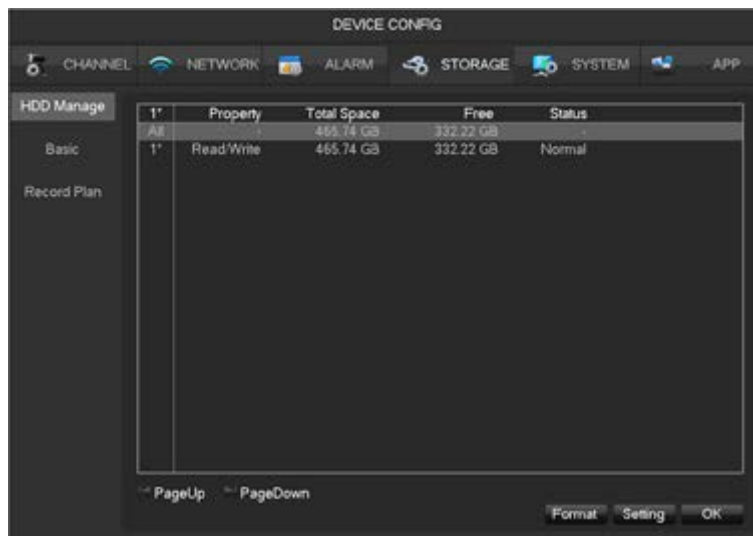 DEVICE CONFIG
CHANNEL NETWORK ALARM STORAGE SYSTEM APP
HDD Manage
Basic
Record Plan
1* Property Total Space Free Status
All - 465.74 GB 332.22 GB -
1* Read/Write 465.74 GB 332.22 GB Normal
PageUp PageDown
Format Setting OK